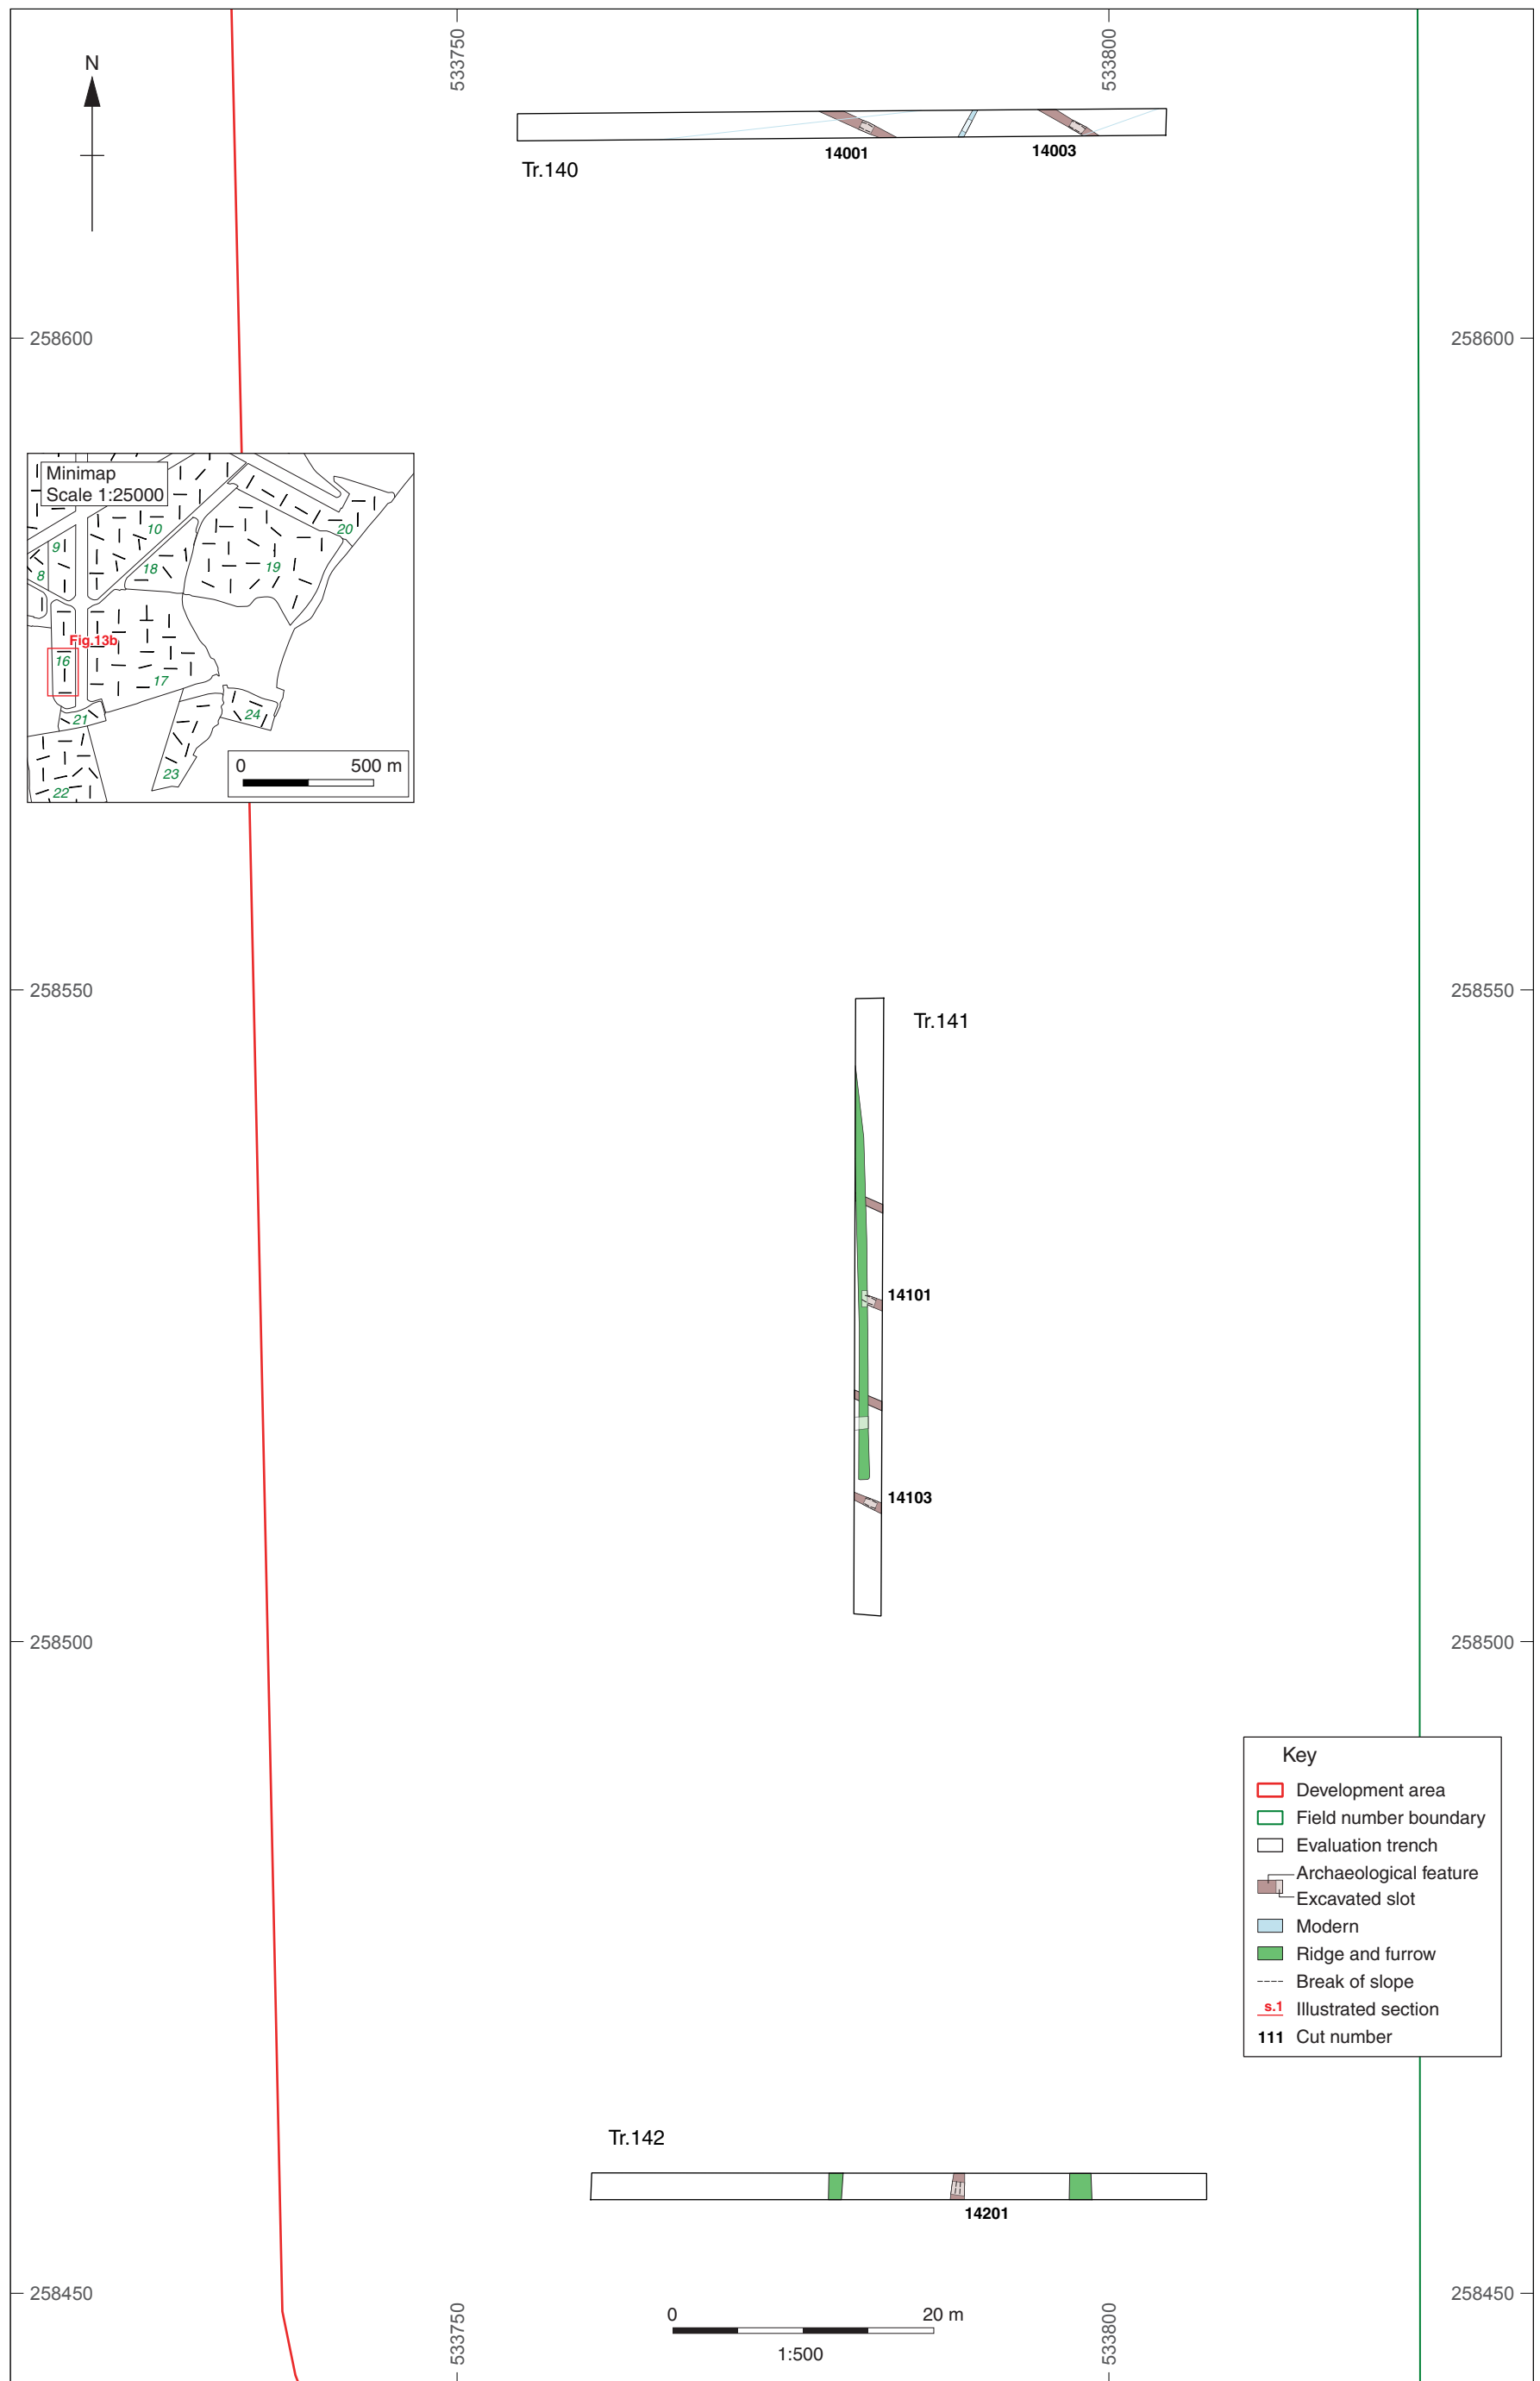 533750
533800
N
14001
14003
Tr.140
258600
258600
Minimap
Scale 1:25000
10
20
9
8
18
19
Fig.13b
16
17
21
24
23
22
0
500 m
258550
258550
Tr.141
14101
14103
258500
258500
Key
Development area
Field number boundary
Evaluation trench
Archaeological feature
Excavated slot
Modern
Ridge and furrow
Break of slope
s.1 Illustrated section
111 Cut number
Tr.142
14201
258450
258450
533750
533800
0
20 m
1:500